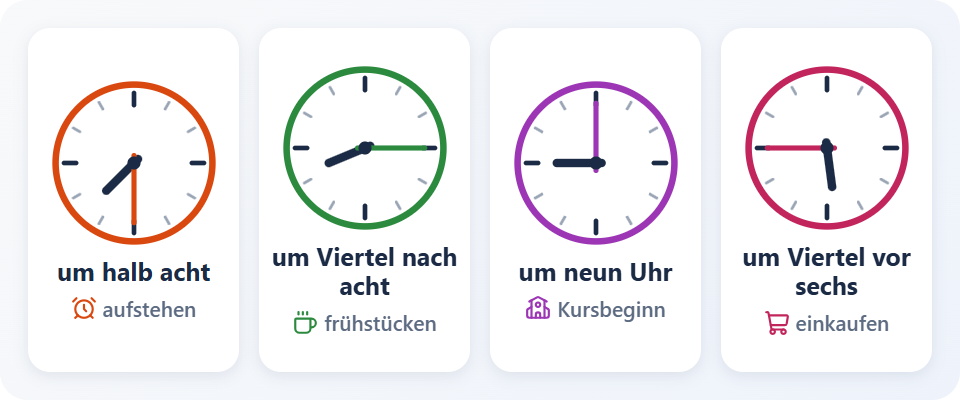 um halb acht
aufstehen
um Viertel nach
acht
frühstücken
um neun Uhr
Kursbeginn
um Viertel vor
sechs
einkaufen